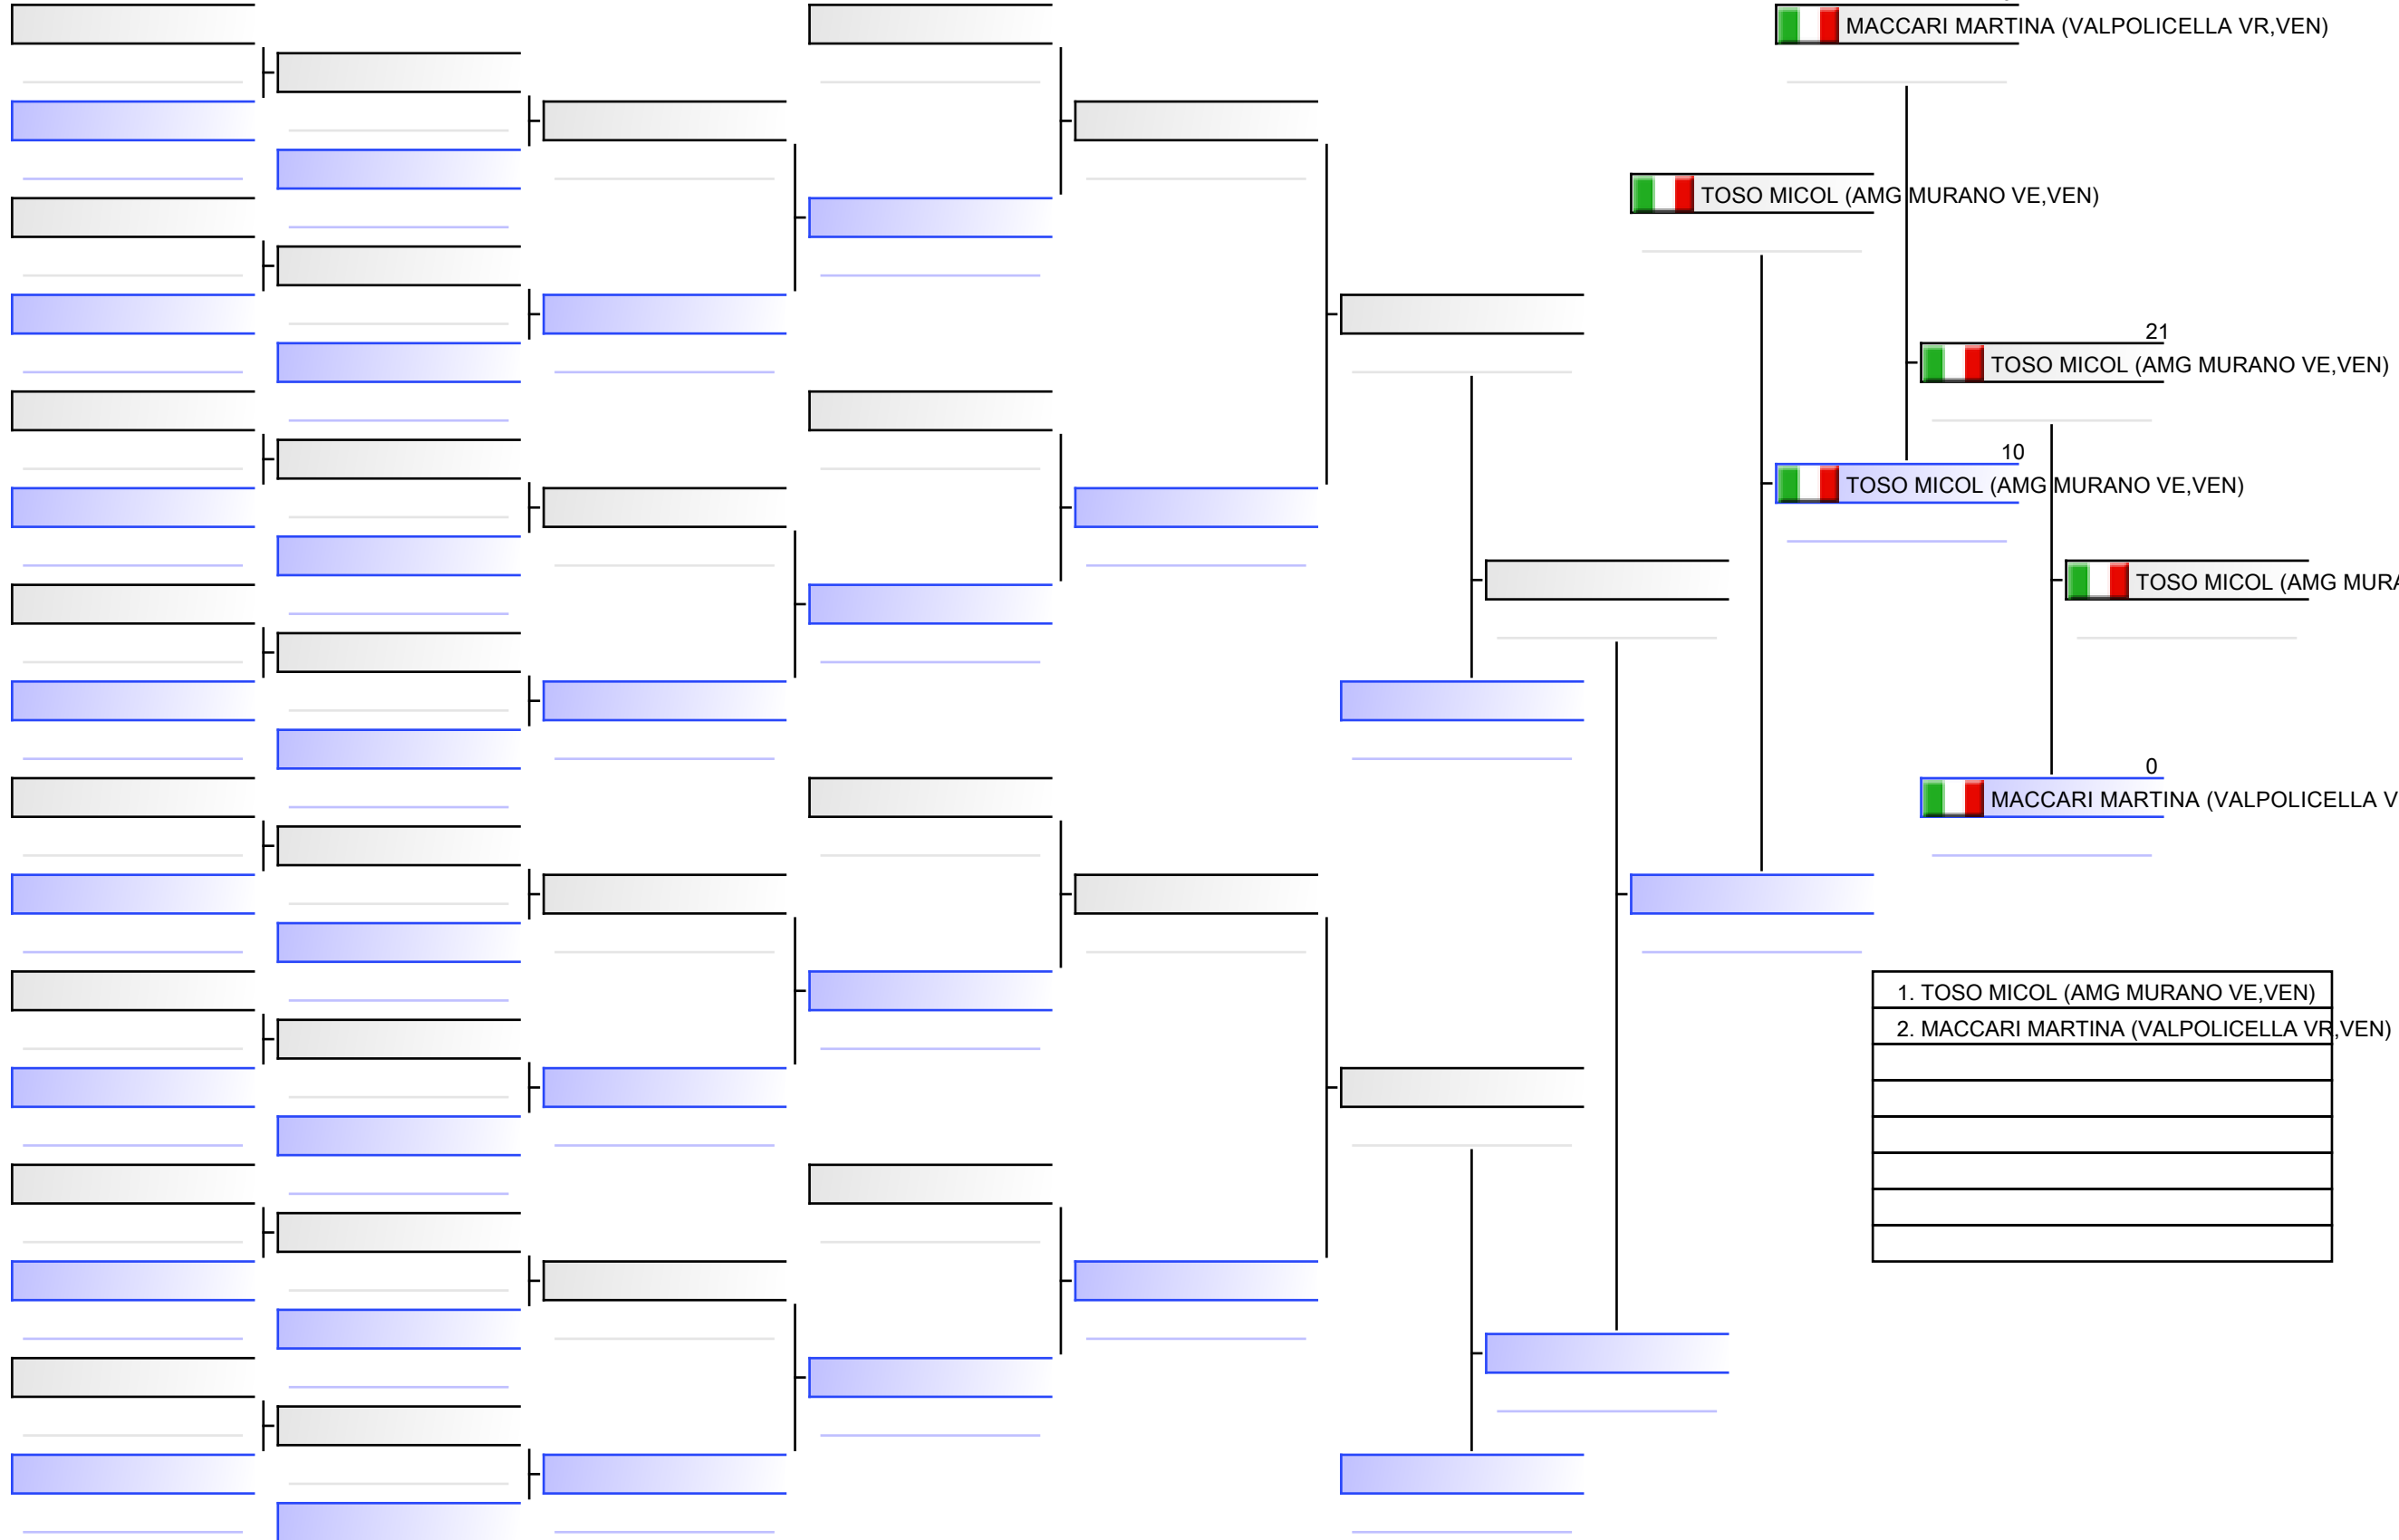 MACCARI MARTINA (VALPOLICELLA VR,VEN)
TOSO MICOL (AMG MURANO VE,VEN)
21
TOSO MICOL (AMG MURANO VE,VEN)
10
TOSO MICOL (AMG MURANO VE,VEN)
TOSO MICOL (AMG MURA
0
MACCARI MARTINA (VALPOLICELLA V
1. TOSO MICOL (AMG MURANO VE,VEN)
2. MACCARI MARTINA (VALPOLICELLA VR,VEN)